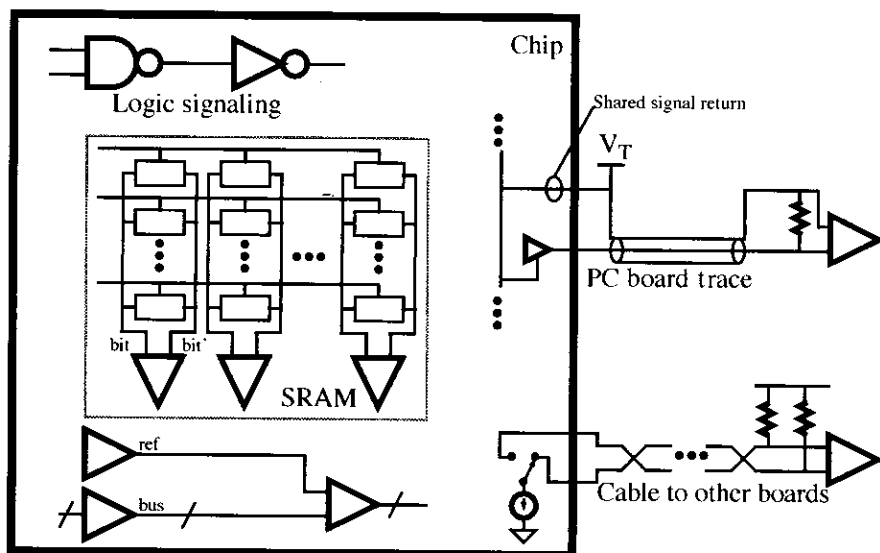 Chip
Logic signaling
Shared signal return
V_T
PC board trace
bit bit'
SRAM
ref
bus
Cable to other boards